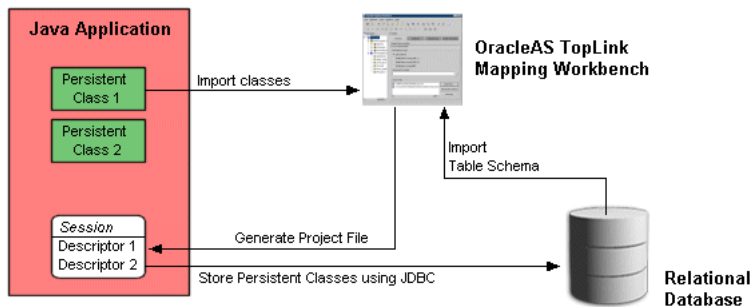 Java Application
Persistent
Class 1
Persistent
Class 2
Import classes
OracleAS TopLink
Mapping Workbench
Import
Table Schema
Session
Descriptor 1
Descriptor 2
Generate Project File
Store Persistent Classes using JDBC
Relational
Database